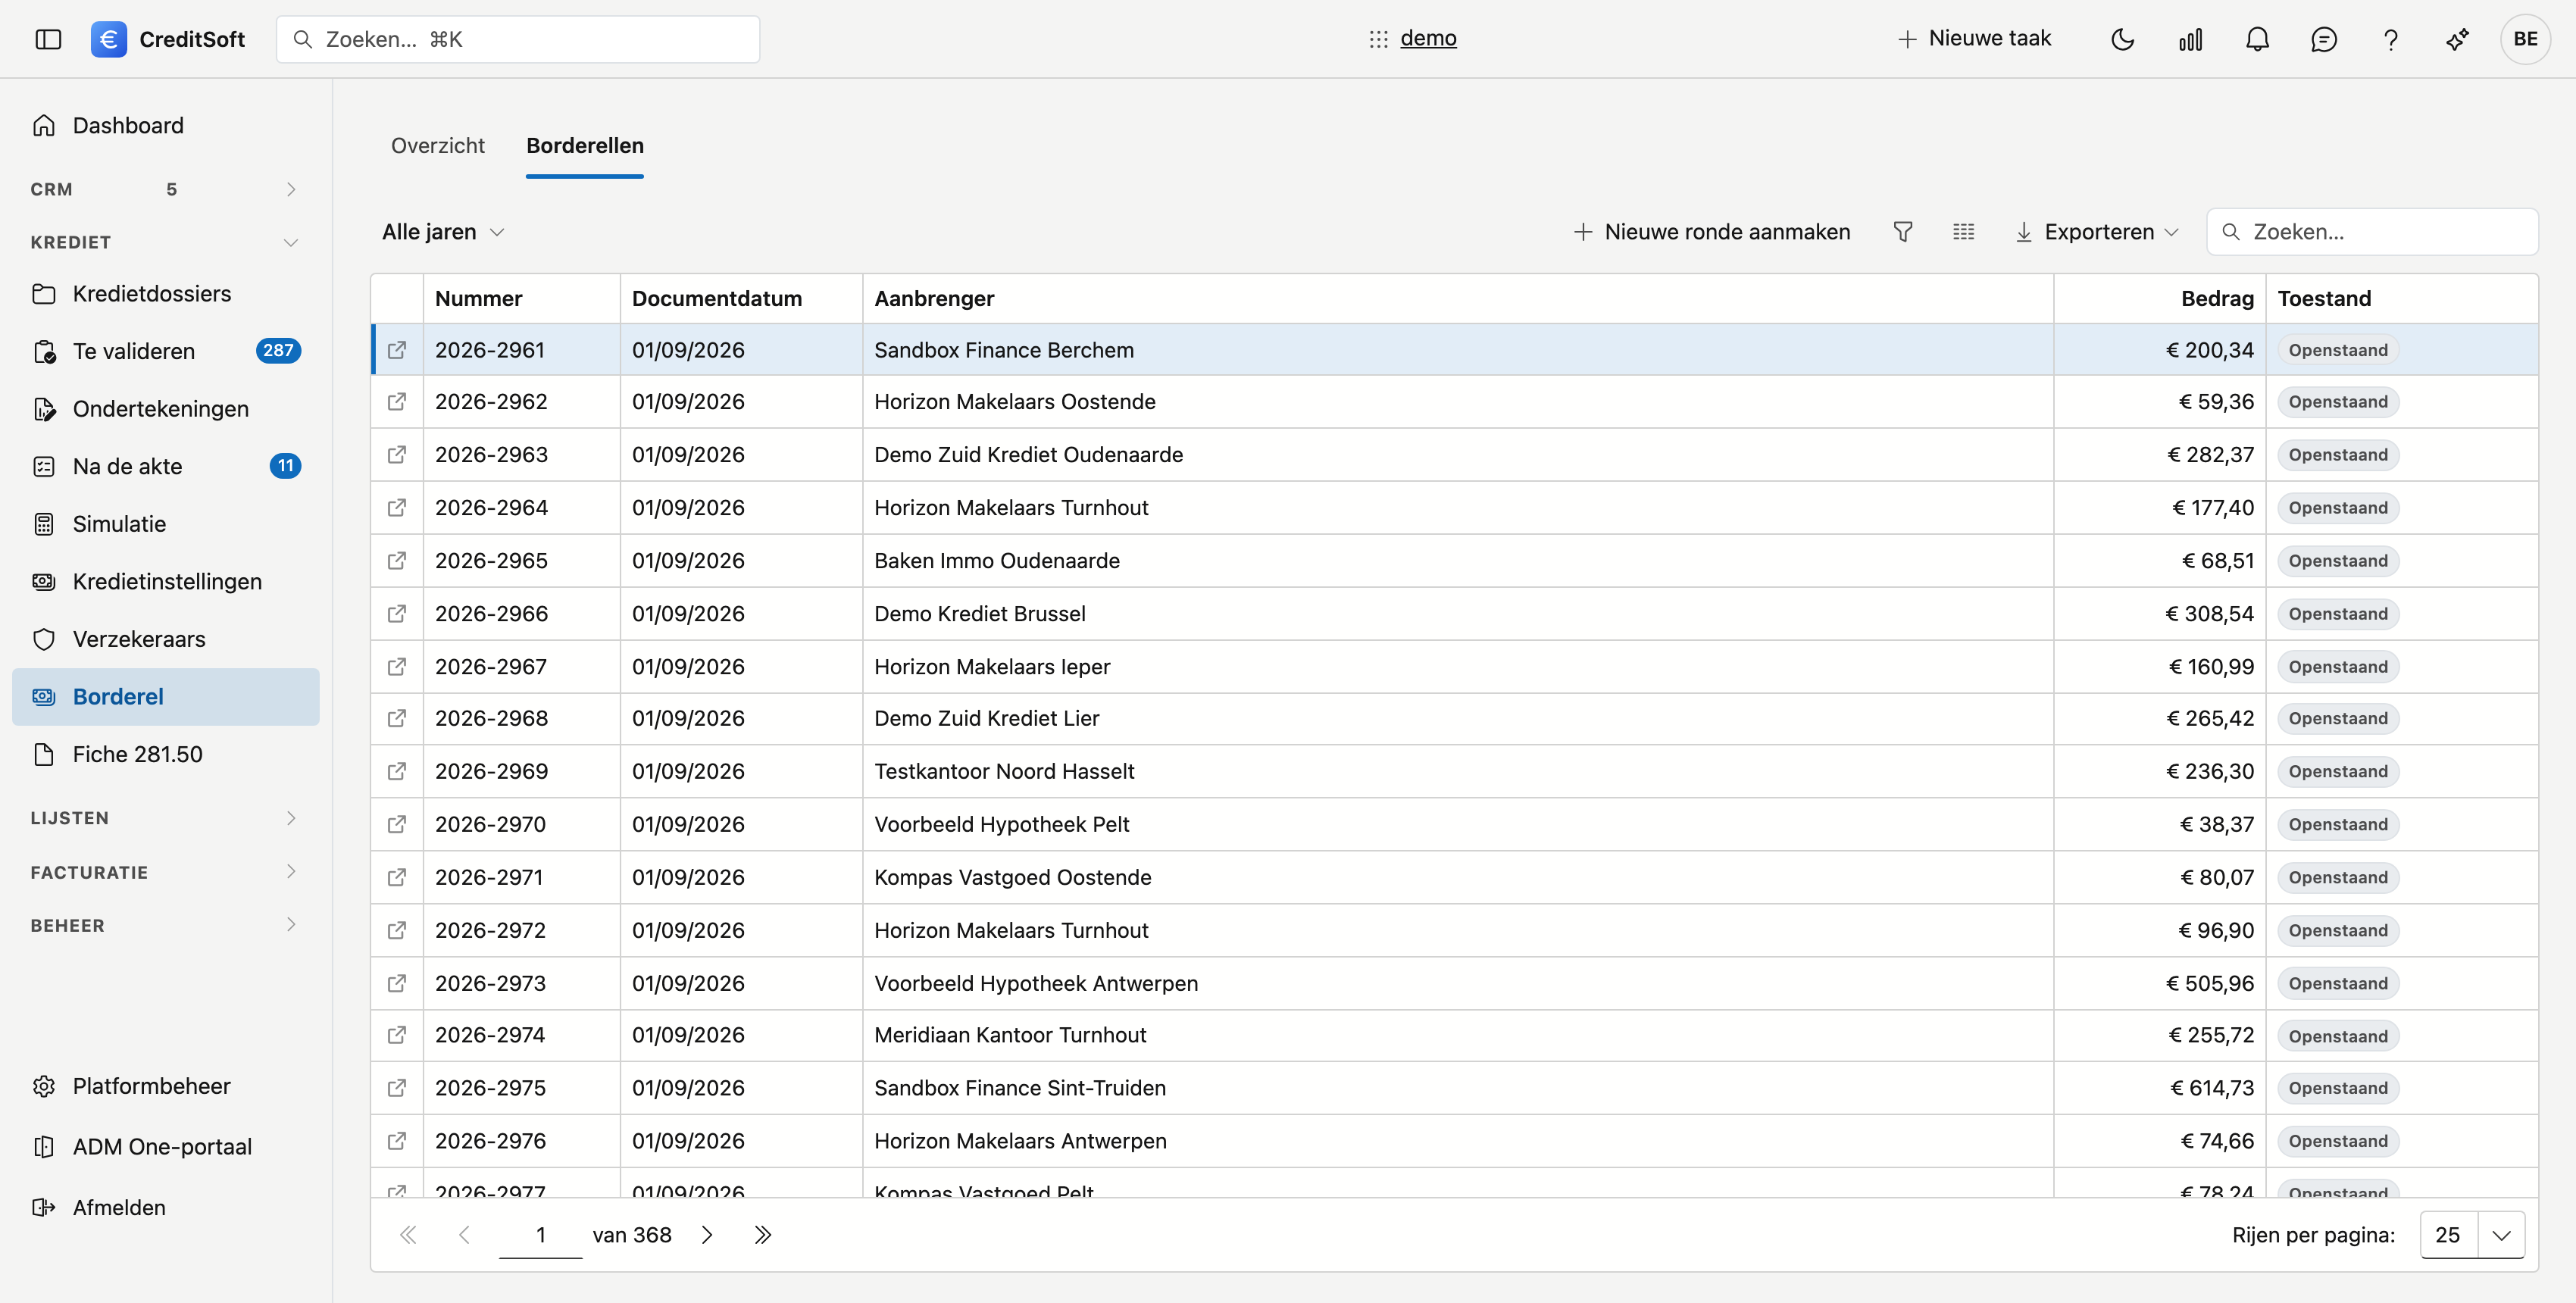 CreditSoft
Zoeken... ⌘K
demo
Nieuwe taak
BE
Dashboard
CRM 5
KREDIET
Kredietdossiers
Te valideren 287
Ondertekeningen
Na de akte 11
Simulatie
Kredietinstellingen
Verzekeraars
Borderel
Fiche 281.50
LIJSTEN
FACTURATIE
BEHEER
Platformbeheer
ADM One-portaal
Afmelden
Overzicht Borderellen
Alle jaren
Nieuwe ronde aanmaken Exporteren Zoeken...
Nummer Documentdatum Aanbrenger Bedrag Toestand
2026-2961 01/09/2026 Sandbox Finance Berchem € 200,34 Openstaand
2026-2962 01/09/2026 Horizon Makelaars Oostende € 59,36 Openstaand
2026-2963 01/09/2026 Demo Zuid Krediet Oudenaarde € 282,37 Openstaand
2026-2964 01/09/2026 Horizon Makelaars Turnhout € 177,40 Openstaand
2026-2965 01/09/2026 Baken Immo Oudenaarde € 68,51 Openstaand
2026-2966 01/09/2026 Demo Krediet Brussel € 308,54 Openstaand
2026-2967 01/09/2026 Horizon Makelaars Ieper € 160,99 Openstaand
2026-2968 01/09/2026 Demo Zuid Krediet Lier € 265,42 Openstaand
2026-2969 01/09/2026 Testkantoor Noord Hasselt € 236,30 Openstaand
2026-2970 01/09/2026 Voorbeeld Hypotheek Pelt € 38,37 Openstaand
2026-2971 01/09/2026 Kompas Vastgoed Oostende € 80,07 Openstaand
2026-2972 01/09/2026 Horizon Makelaars Turnhout € 96,90 Openstaand
2026-2973 01/09/2026 Voorbeeld Hypotheek Antwerpen € 505,96 Openstaand
2026-2974 01/09/2026 Meridiaan Kantoor Turnhout € 255,72 Openstaand
2026-2975 01/09/2026 Sandbox Finance Sint-Truiden € 614,73 Openstaand
2026-2976 01/09/2026 Horizon Makelaars Antwerpen € 74,66 Openstaand
2026-2977 01/09/2026 Kompas Vastgoed Pelt € 78,24 Openstaand
1 van 368
Rijen per pagina: 25